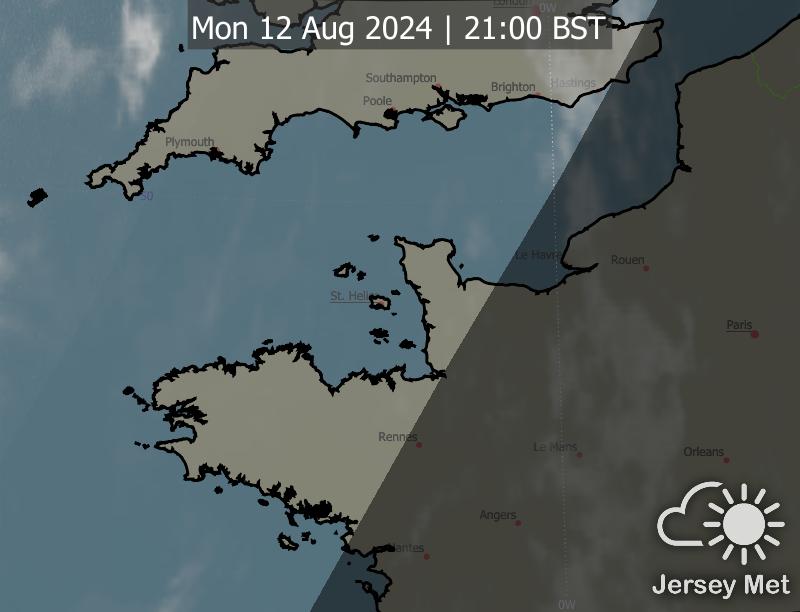 London
0W
Mon 12 Aug 2024 | 21:00 BST
Southampton
Brighton
Hastings
Poole
Plymouth
50
Le Havre
Rouen
St. Helier
Paris
Rennes
Le Mans
Orleans
Angers
Nantes
Jersey Met
0W